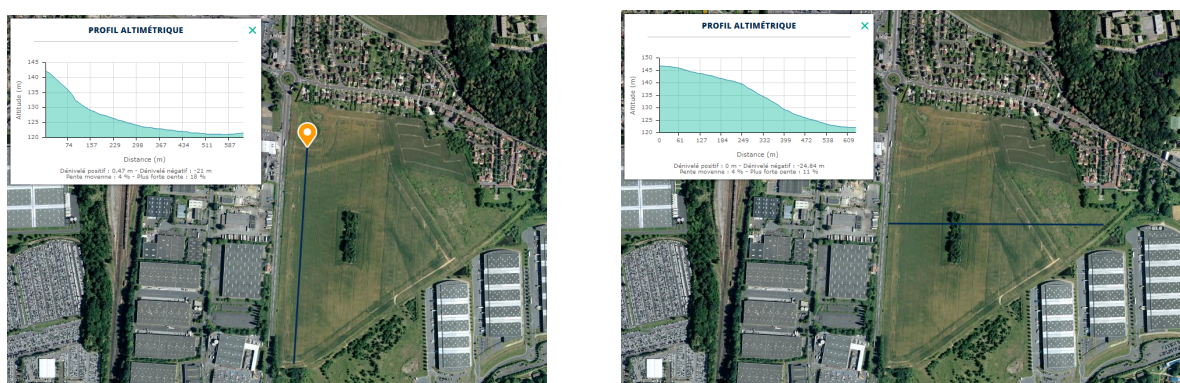 PROFIL ALTIMÉTRIQUE
×
145
140
135
130
125
120
Altitude (m)
74 157 229 298 367 434 511 587
Distance (m)
Dénivelé positif : 0,47 m - Dénivelé négatif : -21 m
Pente moyenne : 4 % - Plus forte pente : 18 %
PROFIL ALTIMÉTRIQUE
×
150
145
140
135
130
125
120
Altitude (m)
0 61 127 184 249 332 399 472 545 609
Distance (m)
Dénivelé positif : 0 m - Dénivelé négatif : -24,84 m
Pente moyenne : 4 % - Plus forte pente : 11 %